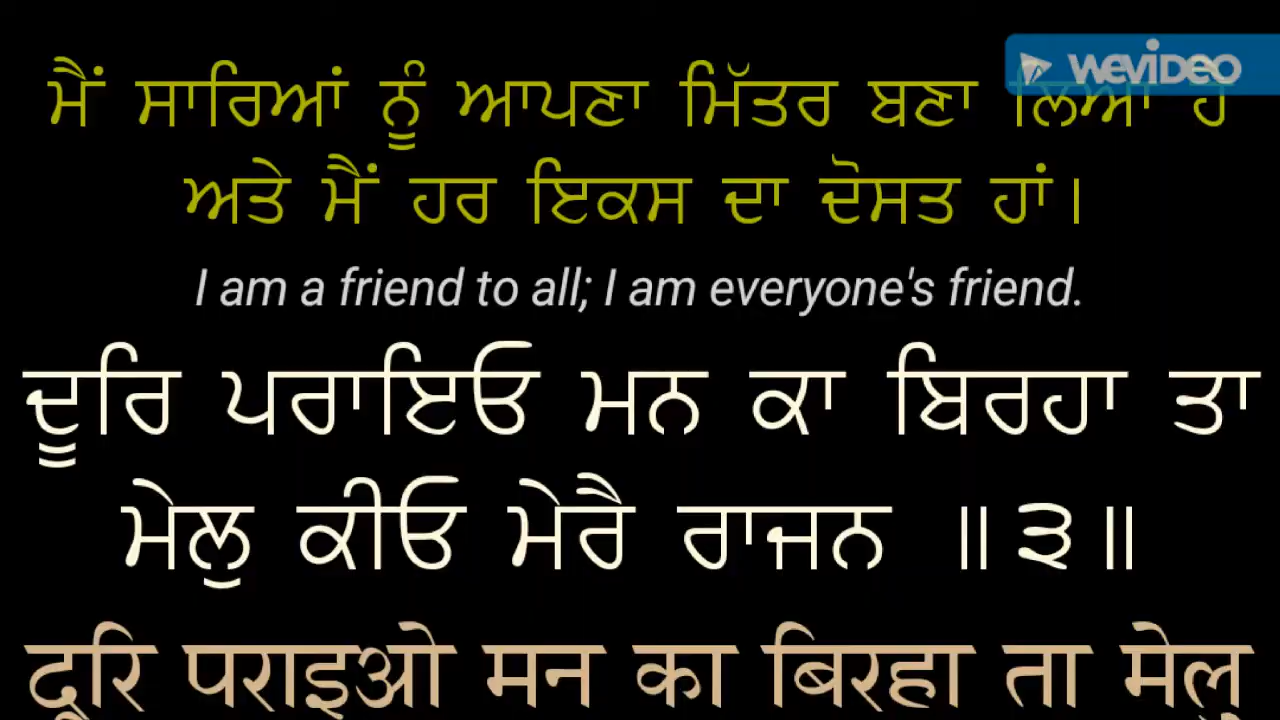 WEVIDEO
ਮੈਂ ਸਾਰਿਆਂ ਨੂੰ ਆਪਣਾ ਮਿੱਤਰ ਬਣਾ ਲਿਆ ਹੈ
ਅਤੇ ਮੈਂ ਹਰ ਇਕਸ ਦਾ ਦੋਸਤ ਹਾਂ।
I am a friend to all; I am everyone's friend.
ਦੂਰਿ ਪਰਾਇਓ ਮਨ ਕਾ ਬਿਰਹਾ ਤਾ
ਮੇਲੁ ਕੀਓ ਮੇਰੈ ਰਾਜਨ ॥੩॥
दूरि पराइओ मन का बिरहा ता मेलु